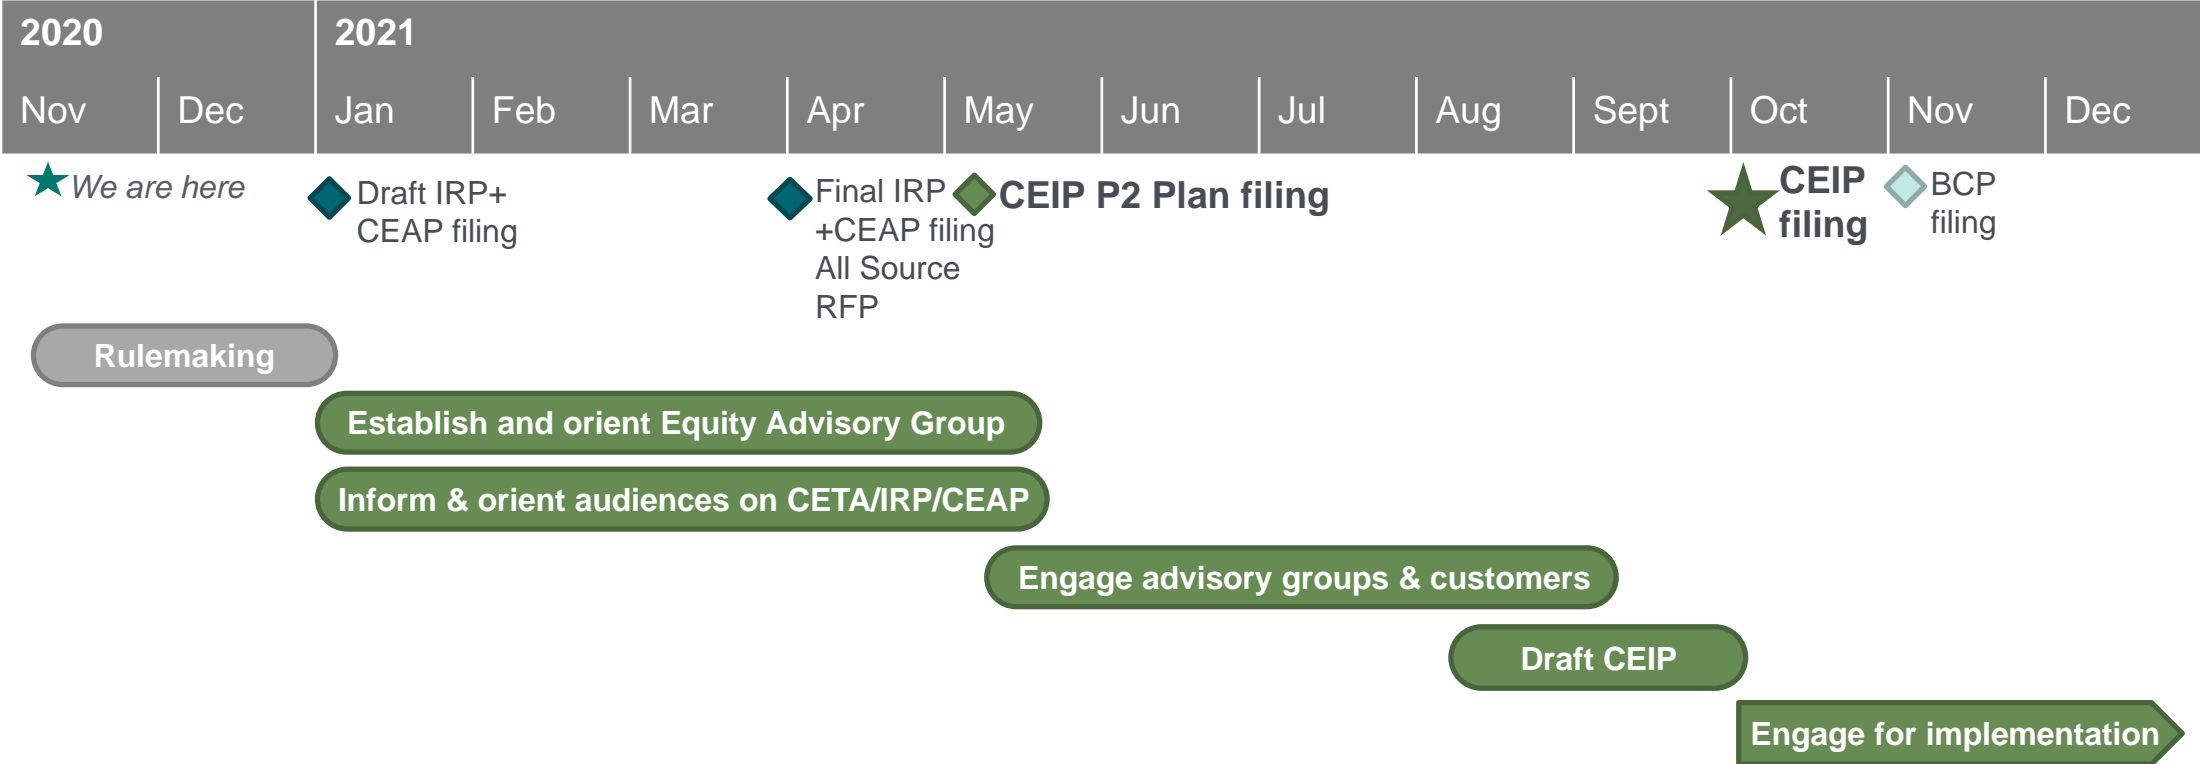 2020
2021
Nov
Dec
Jan
Feb
Mar
Apr
May
Jun
Jul
Aug
Sept
Oct
Nov
Dec
We are here
Draft IRP+
CEAP filing
Final IRP
+CEAP filing
All Source
RFP
CEIP P2 Plan filing
CEIP
filing
BCP
filing
Rulemaking
Establish and orient Equity Advisory Group
Inform & orient audiences on CETA/IRP/CEAP
Engage advisory groups & customers
Draft CEIP
Engage for implementation